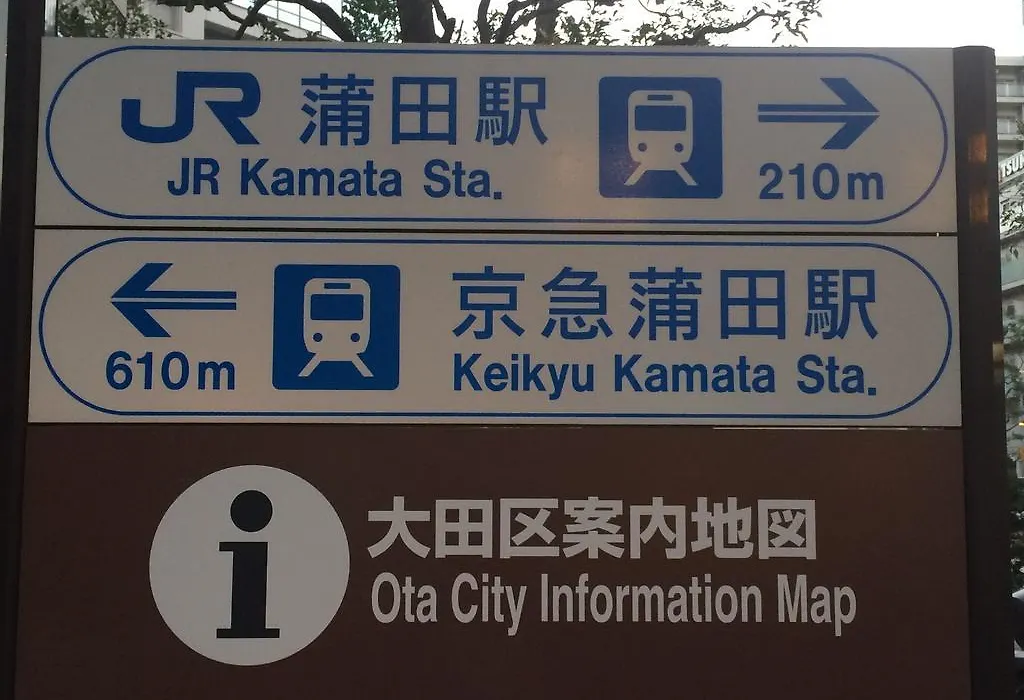 JR 蒲田駅
JR Kamata Sta.
210m
610m
京急蒲田駅
Keikyu Kamata Sta.
i
大田区案内地図
Ota City Information Map